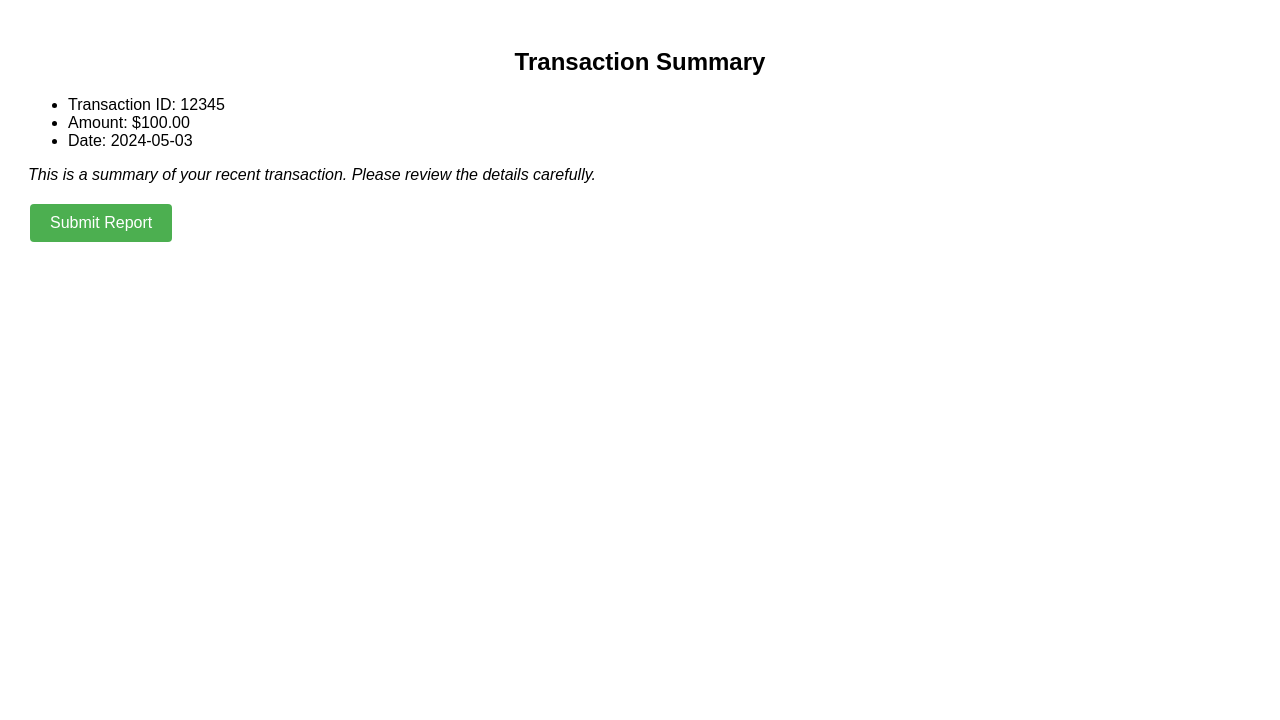 Transaction Summary
Transaction ID: 12345
Amount: $100.00
Date: 2024-05-03
This is a summary of your recent transaction. Please review the details carefully.
Submit Report